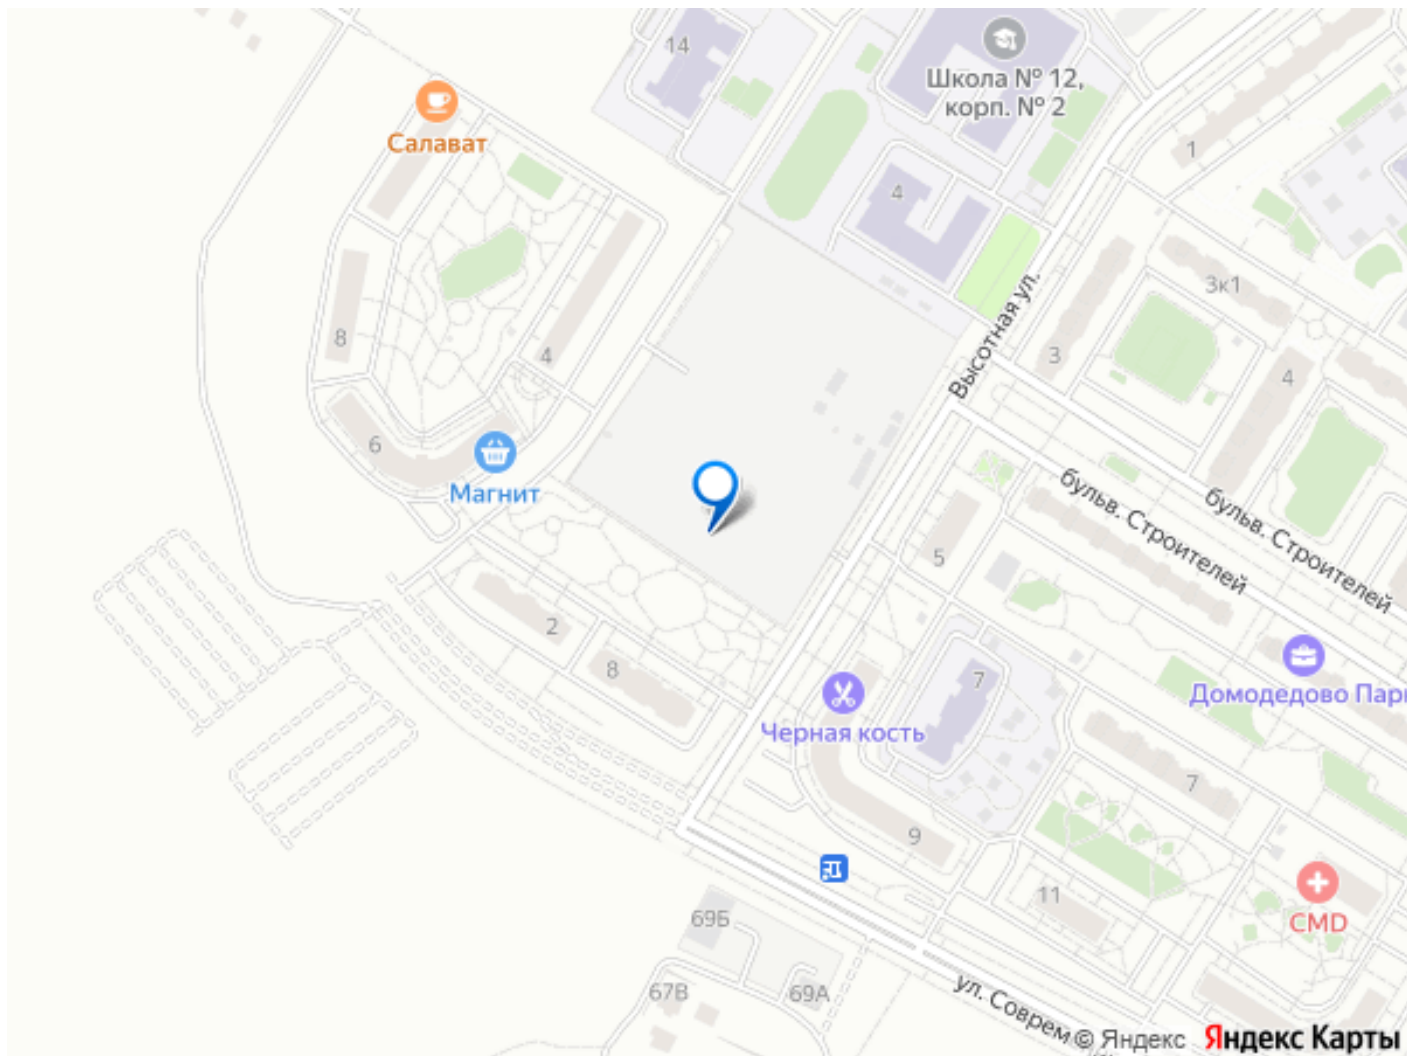 14
Школа № 12,
корп. № 2
Салават
1
4
3к1
8
Высотная ул.
4
3
4
6
Магнит
бульв. Строителей
бульв. Строителей
5
2
8
7
Домодедово Пар
Черная кость
7
9
11
CMD
69Б
67В
69А
ул. Соврем
© Яндекс Яндекс Карты